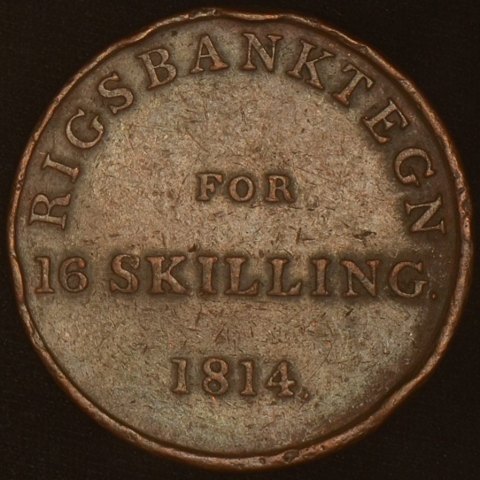 RIGSBANKTEGN
FOR
16 SKILLING.
1814.